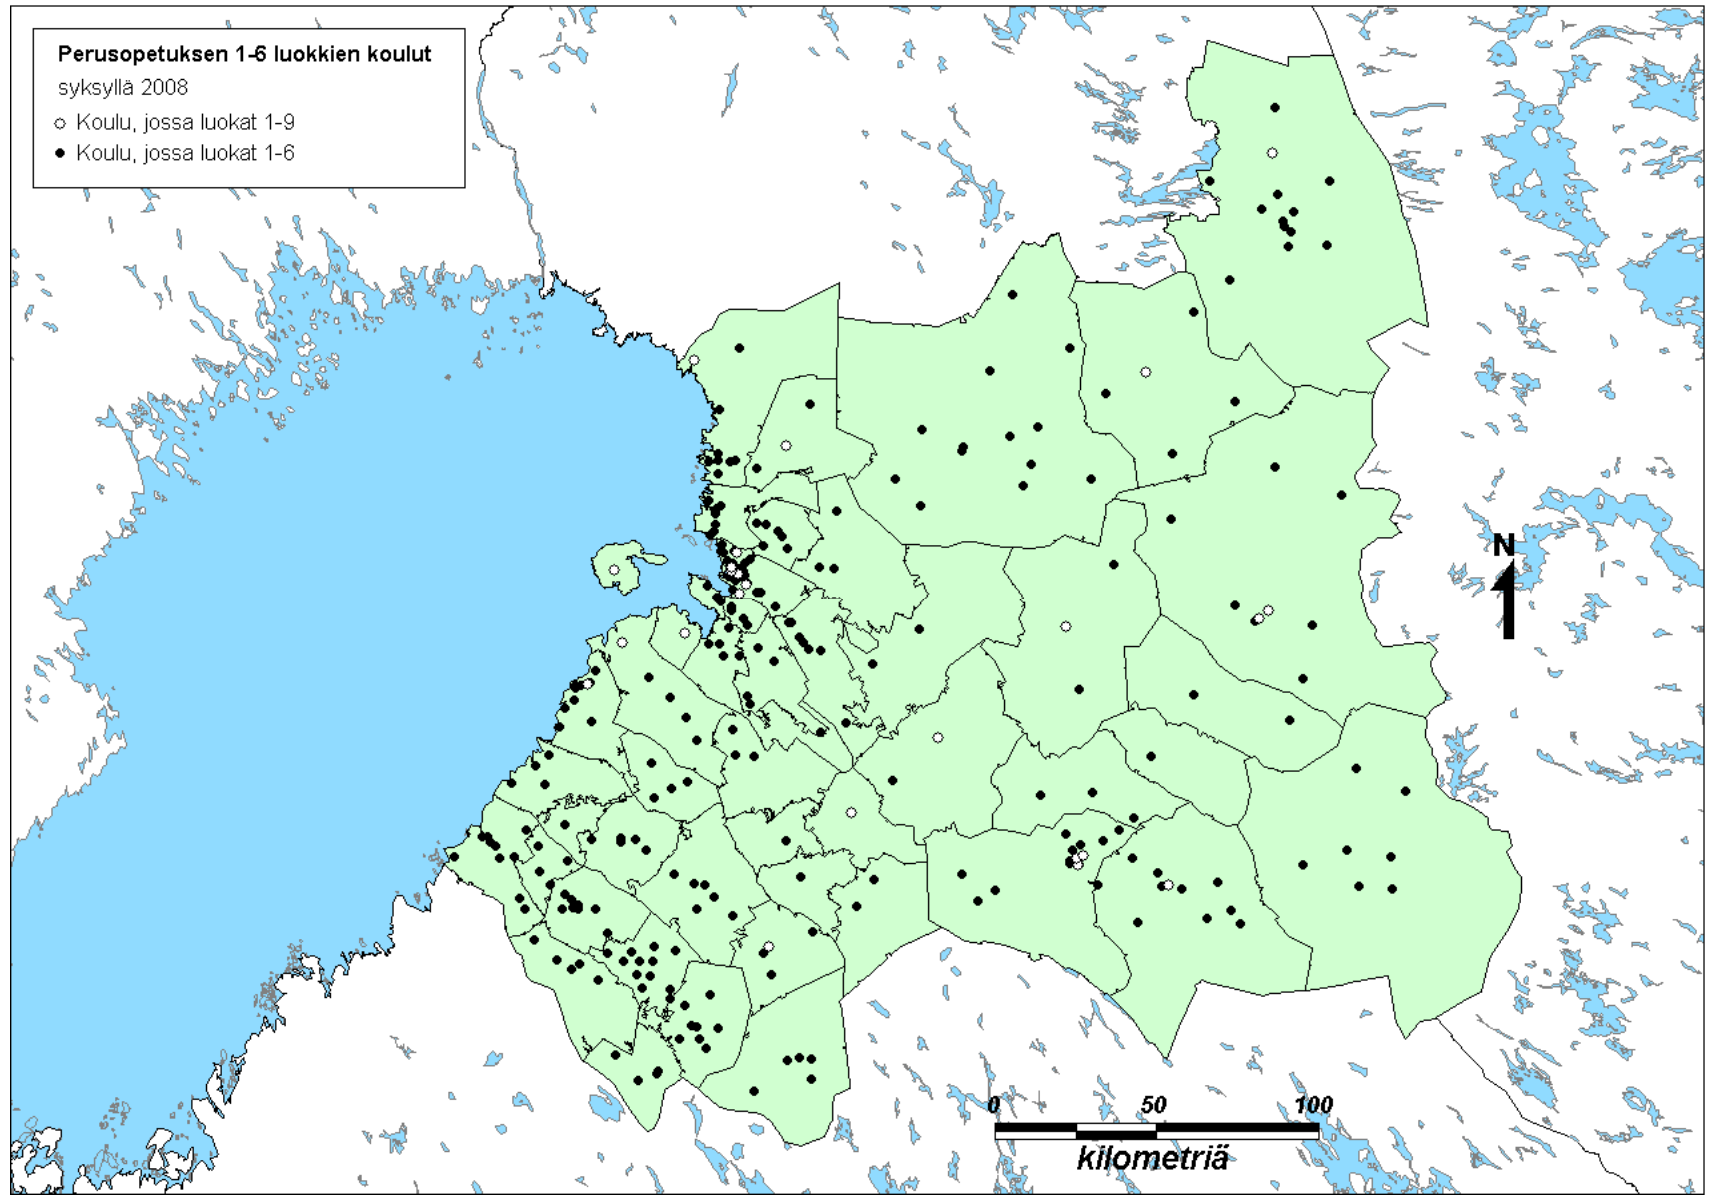 Perusopetuksen 1-6 luokkien koulut
syksyllä 2008
Koulu, jossa luokat 1-9
Koulu, jossa luokat 1-6
N
0 50 100
kilometriä